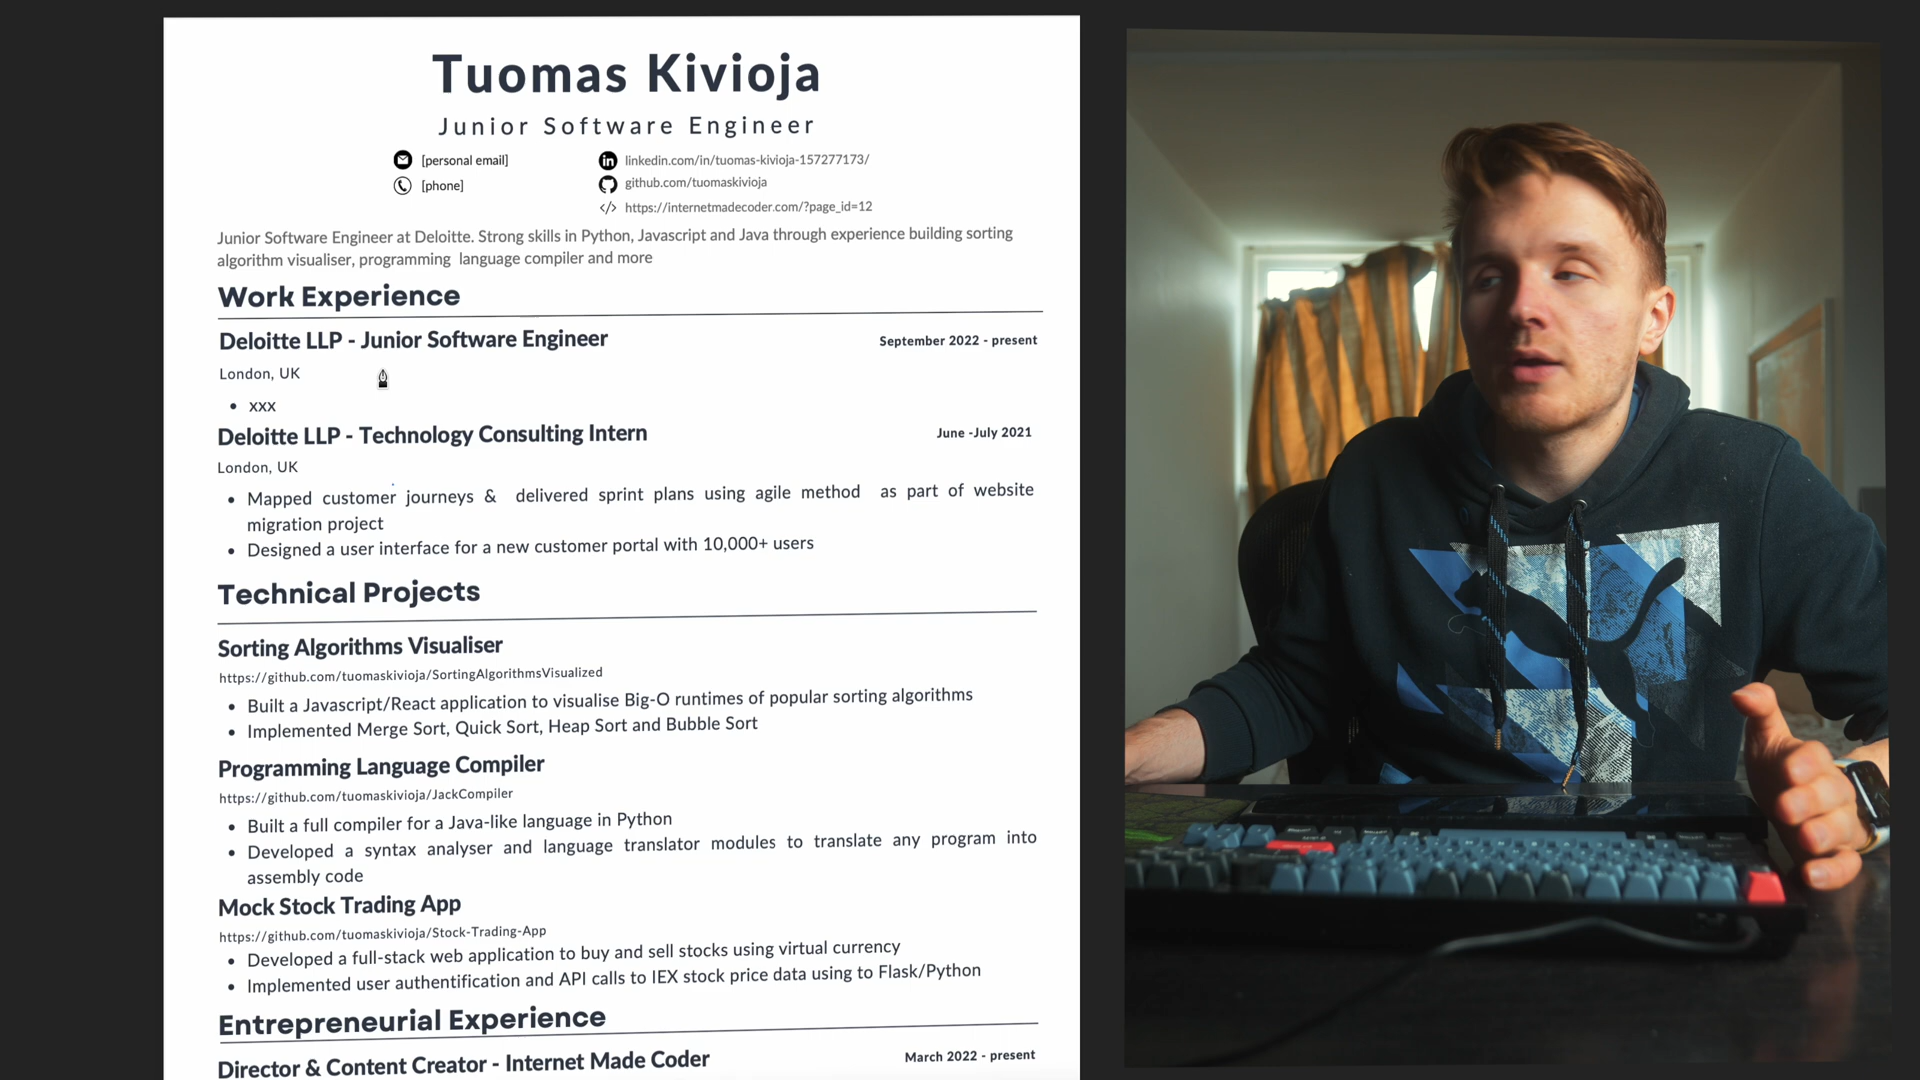 Tuomas Kivioja
Junior Software Engineer
[personal email]
[phone]
linkedin.com/in/tuomas-kivioja-157277173/
github.com/tuomaskivioja
</> https://internetmadecoder.com/?page_id=12
Junior Software Engineer at Deloitte. Strong skills in Python, Javascript and Java through experience building sorting
algorithm visualiser, programming language compiler and more
Work Experience
Deloitte LLP - Junior Software Engineer
September 2022 - present
London, UK
• xxx
Deloitte LLP - Technology Consulting Intern
June -July 2021
London, UK
• Mapped customer journeys & delivered sprint plans using agile method as part of website
migration project
• Designed a user interface for a new customer portal with 10,000+ users
Technical Projects
Sorting Algorithms Visualiser
https://github.com/tuomaskivioja/SortingAlgorithmsVisualized
• Built a Javascript/React application to visualise Big-O runtimes of popular sorting algorithms
• Implemented Merge Sort, Quick Sort, Heap Sort and Bubble Sort
Programming Language Compiler
https://github.com/tuomaskivioja/JackCompiler
• Built a full compiler for a Java-like language in Python
• Developed a syntax analyser and language translator modules to translate any program into
assembly code
Mock Stock Trading App
https://github.com/tuomaskivioja/Stock-Trading-App
• Developed a full-stack web application to buy and sell stocks using virtual currency
• Implemented user authentification and API calls to IEX stock price data using to Flask/Python
Entrepreneurial Experience
Director & Content Creator - Internet Made Coder
March 2022 - present